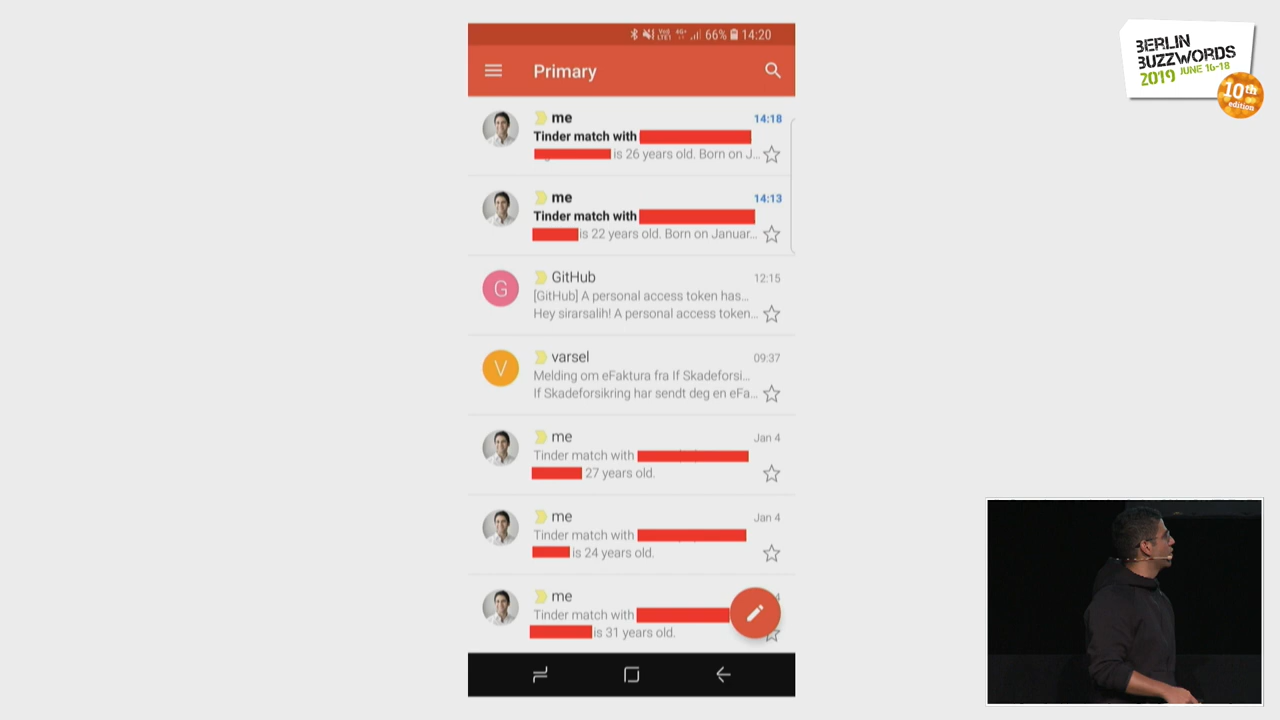 66% 14:20
Primary
me 14:18
Tinder match with
is 26 years old. Born on J...
me 14:13
Tinder match with
is 22 years old. Born on Januar...
G
GitHub 12:15
[GitHub] A personal access token has...
Hey sirarsalih! A personal access token...
V
varsel 09:37
Melding om eFaktura fra If Skadeforsi...
If Skadeforsikring har sendt deg en eFa...
me Jan 4
Tinder match with
27 years old.
me Jan 4
Tinder match with
is 24 years old.
me
Tinder match with
is 31 years old.
BERLIN
BUZZWORDS
2019 JUNE 16-18
10th
edition